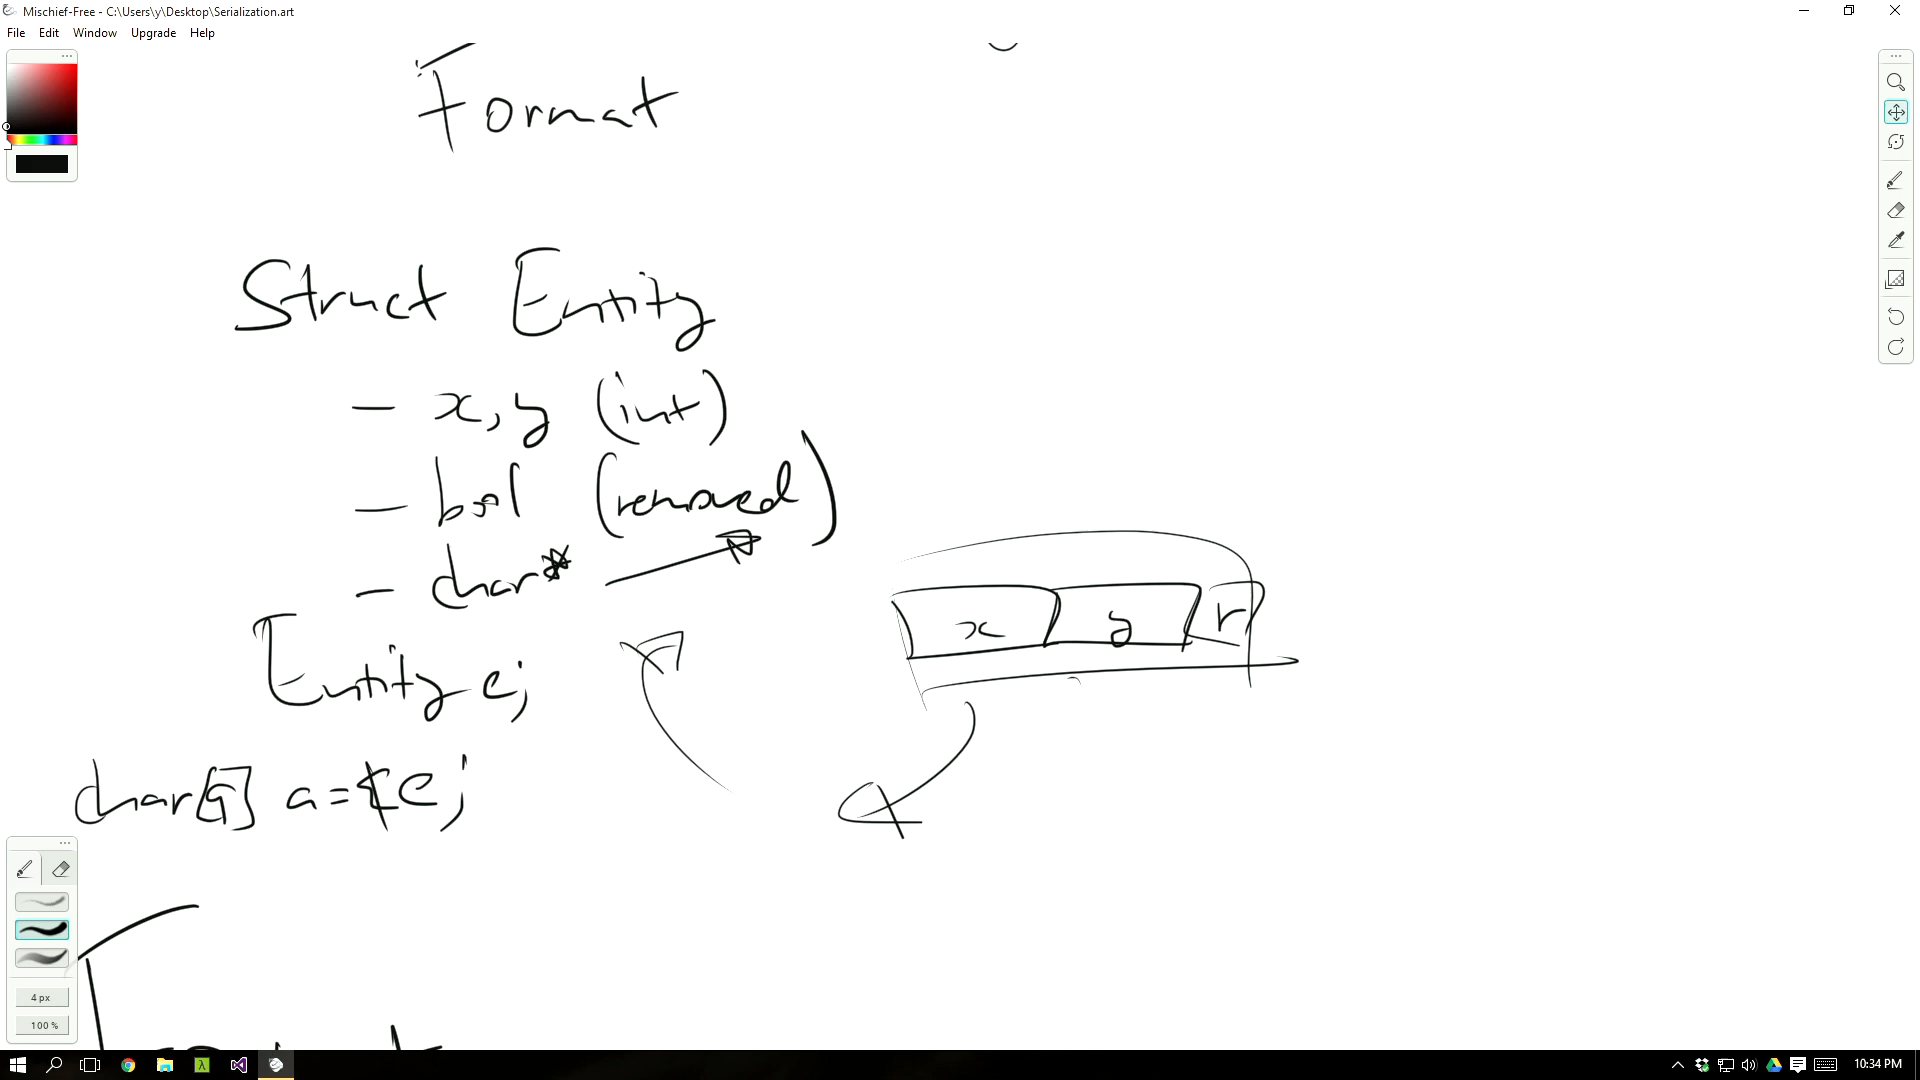 Mischief-Free - C:\Users\y\Desktop\Serialization.art
File Edit Window Upgrade Help
Format
Struct Entity
- x, y (int)
- bool (removed)
- char*
x y r
Entity e;
char[9] a = &e;
4 px
100 %
10:34 PM